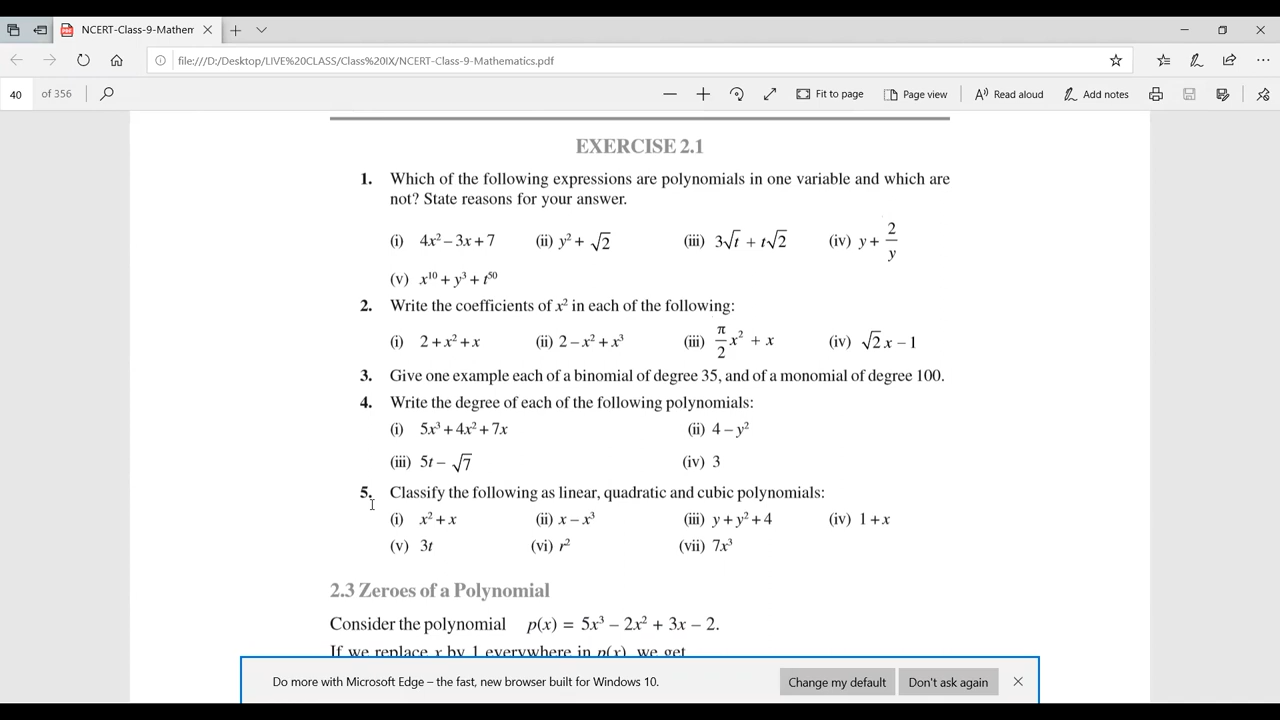 NCERT-Class-9-Mathem
file:///D:/Desktop/LIVE%20CLASS/Class%20IX/NCERT-Class-9-Mathematics.pdf
40 of 356 Fit to page Page view Read aloud Add notes
EXERCISE 2.1
1. Which of the following expressions are polynomials in one variable and which are
not? State reasons for your answer.
(i) 4x² – 3x + 7 (ii) y² + √2 (iii) 3√t + t√2 (iv) y + 2/y
(v) x¹⁰ + y³ + t⁵⁰
2. Write the coefficients of x² in each of the following:
(i) 2 + x² + x (ii) 2 – x² + x³ (iii) π/2 x² + x (iv) √2 x – 1
3. Give one example each of a binomial of degree 35, and of a monomial of degree 100.
4. Write the degree of each of the following polynomials:
(i) 5x³ + 4x² + 7x (ii) 4 – y²
(iii) 5t – √7 (iv) 3
5. Classify the following as linear, quadratic and cubic polynomials:
(i) x² + x (ii) x – x³ (iii) y + y² + 4 (iv) 1 + x
(v) 3t (vi) r² (vii) 7x³
2.3 Zeroes of a Polynomial
Consider the polynomial p(x) = 5x³ – 2x² + 3x – 2.
If we replace x by 1 everywhere in p(x), we get
Do more with Microsoft Edge – the fast, new browser built for Windows 10. Change my default Don't ask again